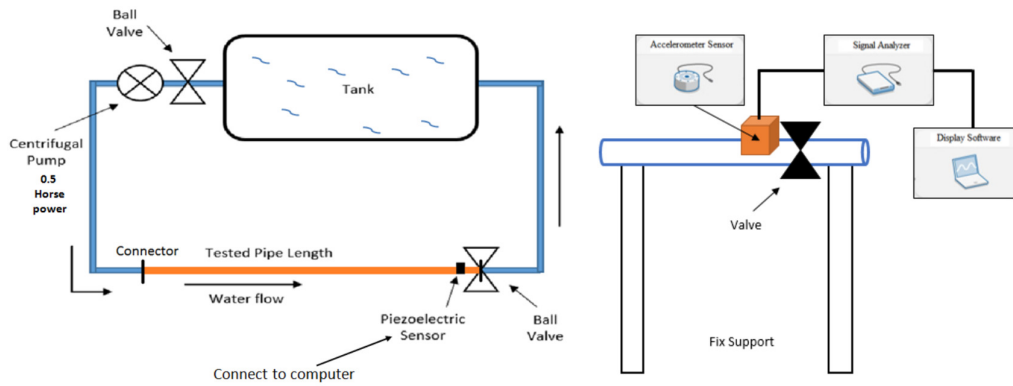 Ball
Valve
Tank
Centrifugal
Pump
0.5
Horse
power
Connector
Tested Pipe Length
Water flow
Piezoelectric
Sensor
Ball
Valve
Connect to computer
Accelerometer Sensor
Signal Analyzer
Display Software
Valve
Fix Support